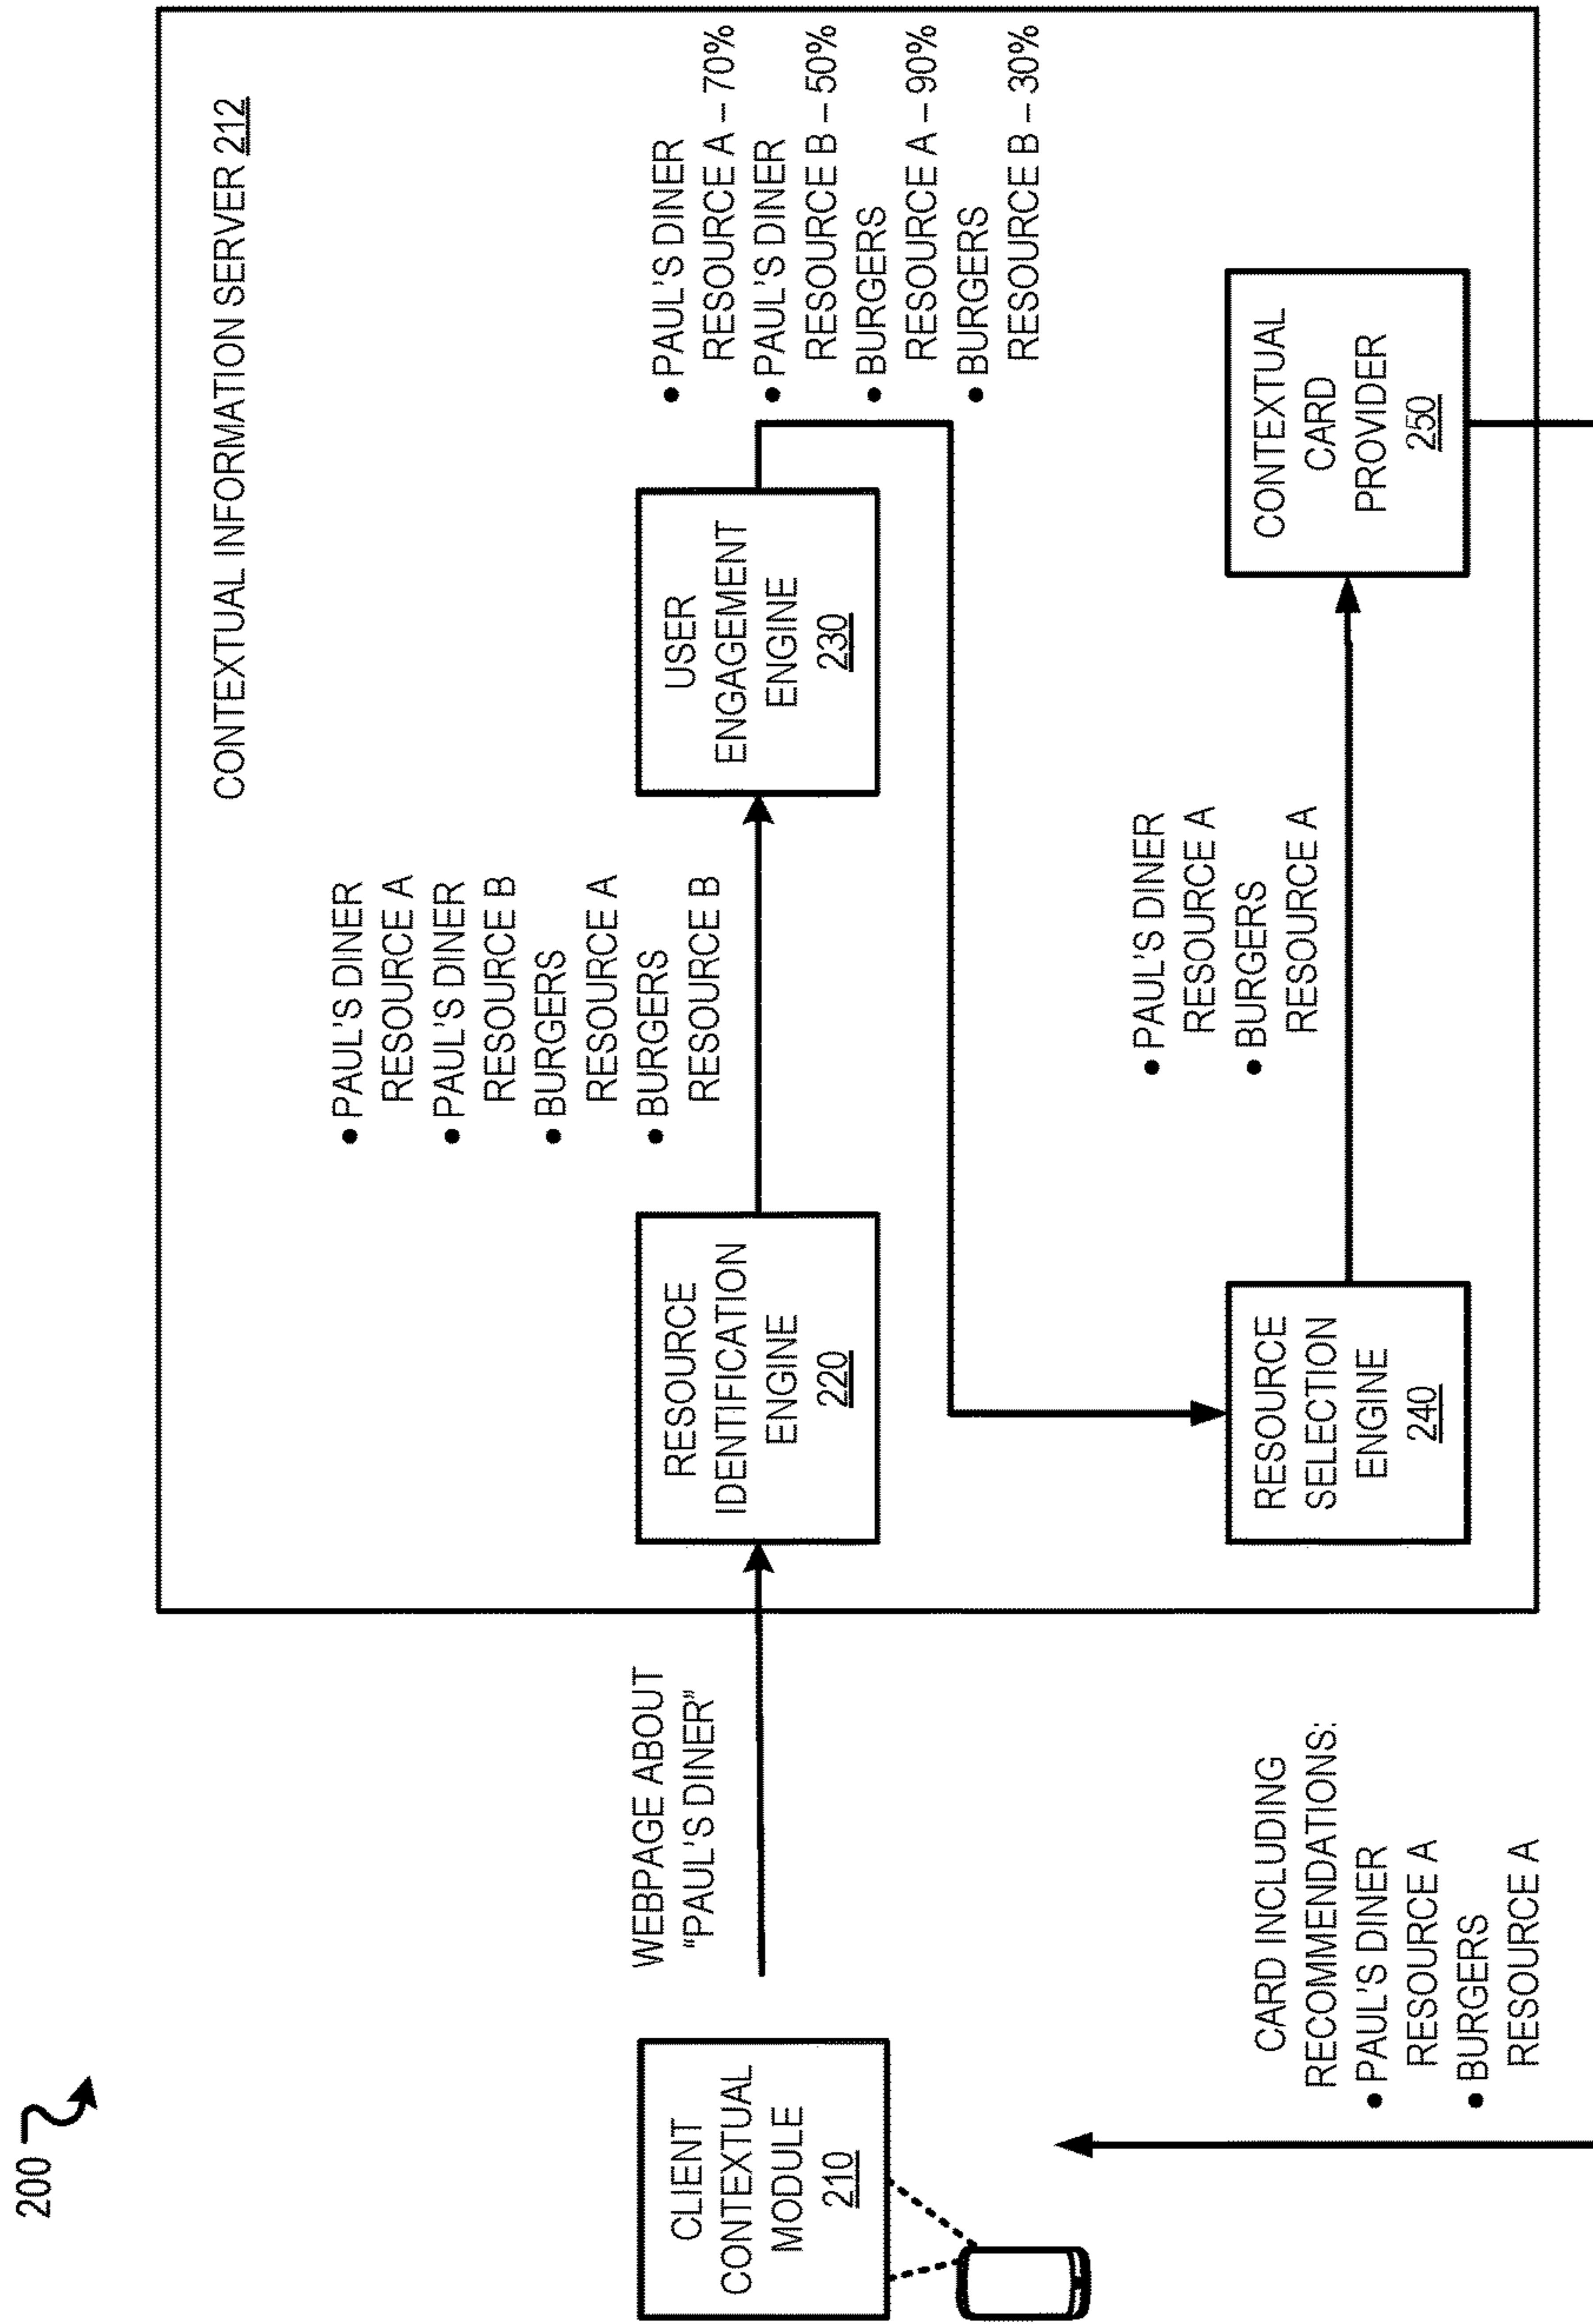 200
CONTEXTUAL INFORMATION SERVER 212
CLIENT
CONTEXTUAL
MODULE
210
WEBPAGE ABOUT
"PAUL'S DINER"
RESOURCE
IDENTIFICATION
ENGINE
220
• PAUL'S DINER
RESOURCE A
• PAUL'S DINER
RESOURCE B
• BURGERS
RESOURCE A
• BURGERS
RESOURCE B
USER
ENGAGEMENT
ENGINE
230
• PAUL'S DINER
RESOURCE A – 70%
• PAUL'S DINER
RESOURCE B – 50%
• BURGERS
RESOURCE A – 90%
• BURGERS
RESOURCE B – 30%
RESOURCE
SELECTION
ENGINE
240
• PAUL'S DINER
RESOURCE A
• BURGERS
RESOURCE A
CONTEXTUAL
CARD
PROVIDER
250
CARD INCLUDING
RECOMMENDATIONS:
• PAUL'S DINER
RESOURCE A
• BURGERS
RESOURCE A